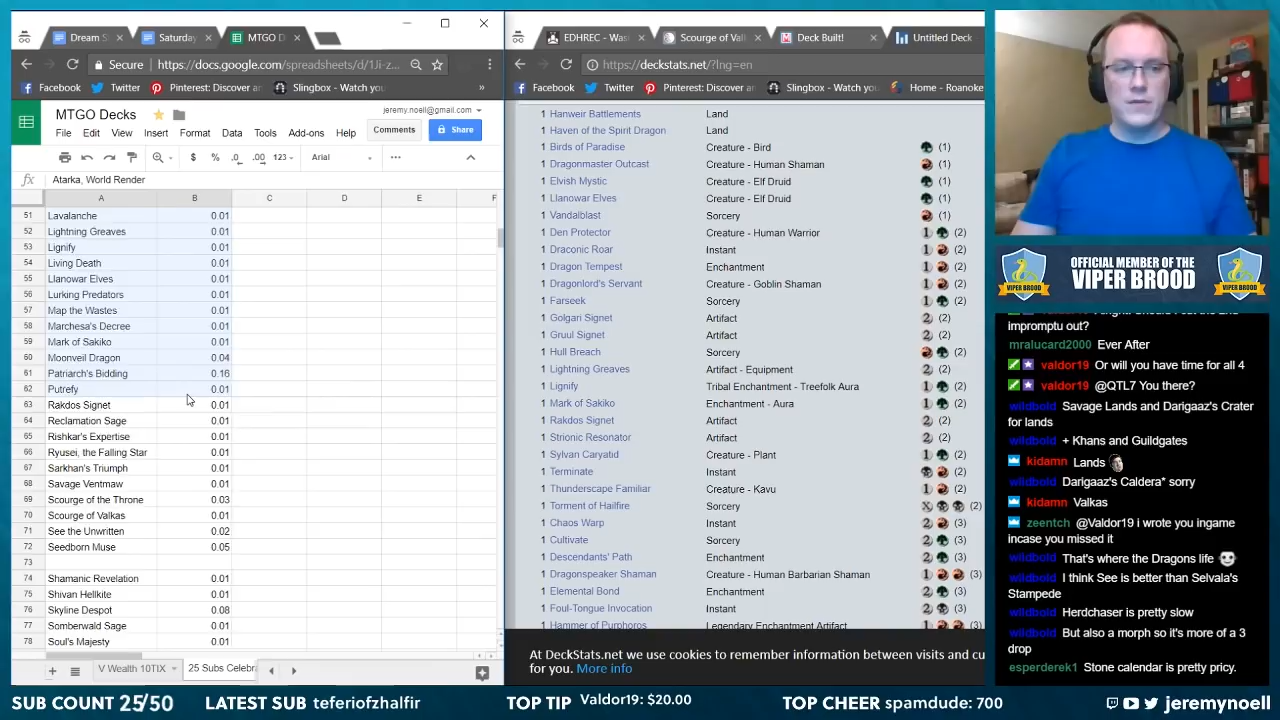 Dream S
Saturday
MTGO D
Secure
https://docs.google.com/spreadsheets/d/1Ji-z...
Facebook
Twitter
Pinterest: Discover ar
Slingbox - Watch you
MTGO Decks
jeremy.noell@gmail.com
File Edit View Insert Format Data Tools Add-ons Help
Comments
Share
$ % .0 .00 123 Arial ...
fx Atarka, World Render
A B C D E F
51 Lavalanche 0.01
52 Lightning Greaves 0.01
53 Lignify 0.01
54 Living Death 0.01
55 Llanowar Elves 0.01
56 Lurking Predators 0.01
57 Map the Wastes 0.01
58 Marchesa's Decree 0.01
59 Mark of Sakiko 0.01
60 Moonveil Dragon 0.04
61 Patriarch's Bidding 0.16
62 Putrefy 0.01
63 Rakdos Signet 0.01
64 Reclamation Sage 0.01
65 Rishkar's Expertise 0.01
66 Ryusei, the Falling Star 0.01
67 Sarkhan's Triumph 0.01
68 Savage Ventmaw 0.01
69 Scourge of the Throne 0.03
70 Scourge of Valkas 0.01
71 See the Unwritten 0.02
72 Seedborn Muse 0.05
73
74 Shamanic Revelation 0.01
75 Shivan Hellkite 0.01
76 Skyline Despot 0.08
77 Somberwald Sage 0.01
78 Soul's Majesty 0.01
V Wealth 10TIX
25 Subs Celebr
EDHREC - Wasi
Scourge of Valk
Deck Built!
Untitled Deck
https://deckstats.net/?lng=en
Facebook
Twitter
Pinterest: Discover ar
Slingbox - Watch you
Home - Roanoke
1 Hanweir Battlements Land
1 Haven of the Spirit Dragon Land
1 Birds of Paradise Creature - Bird (1)
1 Dragonmaster Outcast Creature - Human Shaman (1)
1 Elvish Mystic Creature - Elf Druid (1)
1 Llanowar Elves Creature - Elf Druid (1)
1 Vandalblast Sorcery (1)
1 Den Protector Creature - Human Warrior 1 (2)
1 Draconic Roar Instant 1 (2)
1 Dragon Tempest Enchantment 1 (2)
1 Dragonlord's Servant Creature - Goblin Shaman 1 (2)
1 Farseek Sorcery 1 (2)
1 Golgari Signet Artifact 2 (2)
1 Gruul Signet Artifact 2 (2)
1 Hull Breach Sorcery (2)
1 Lightning Greaves Artifact - Equipment 2 (2)
1 Lignify Tribal Enchantment - Treefolk Aura 1 (2)
1 Mark of Sakiko Enchantment - Aura 1 (2)
1 Rakdos Signet Artifact 2 (2)
1 Strionic Resonator Artifact 2 (2)
1 Sylvan Caryatid Creature - Plant 1 (2)
1 Terminate Instant (2)
1 Thunderscape Familiar Creature - Kavu 1 (2)
1 Torment of Hailfire Sorcery X (2)
1 Chaos Warp Instant 2 (3)
1 Cultivate Sorcery 2 (3)
1 Descendants' Path Enchantment 2 (3)
1 Dragonspeaker Shaman Creature - Human Barbarian Shaman 1 (3)
1 Elemental Bond Enchantment 2 (3)
1 Foul-Tongue Invocation Instant 2 (3)
1 Hammer of Purphoros Legendary Enchantment Artifact 1 (3)
At DeckStats.net we use cookies to remember information between visits and cu
for you. More info
OFFICIAL MEMBER OF THE
VIPER BROOD
impromptu out?
mralucard2000 Ever After
valdor19 Or will you have time for all 4
valdor19 @QTL7 You there?
wildbold Savage Lands and Darigaaz's Crater
for lands
wildbold + Khans and Guildgates
kidamn Lands
wildbold Darigaaz's Caldera* sorry
kidamn Valkas
zeentch @Valdor19 i wrote you ingame
incase you missed it
wildbold That's where the Dragons life
wildbold I think See is better than Selvala's
Stampede
wildbold Herdchaser is pretty slow
wildbold But also a morph so it's more of a 3
drop
esperderek1 Stone calendar is pretty pricy.
SUB COUNT 25/50
LATEST SUB teferiofzhalfir
TOP TIP Valdor19: $20.00
TOP CHEER spamdude: 700
jeremynoell